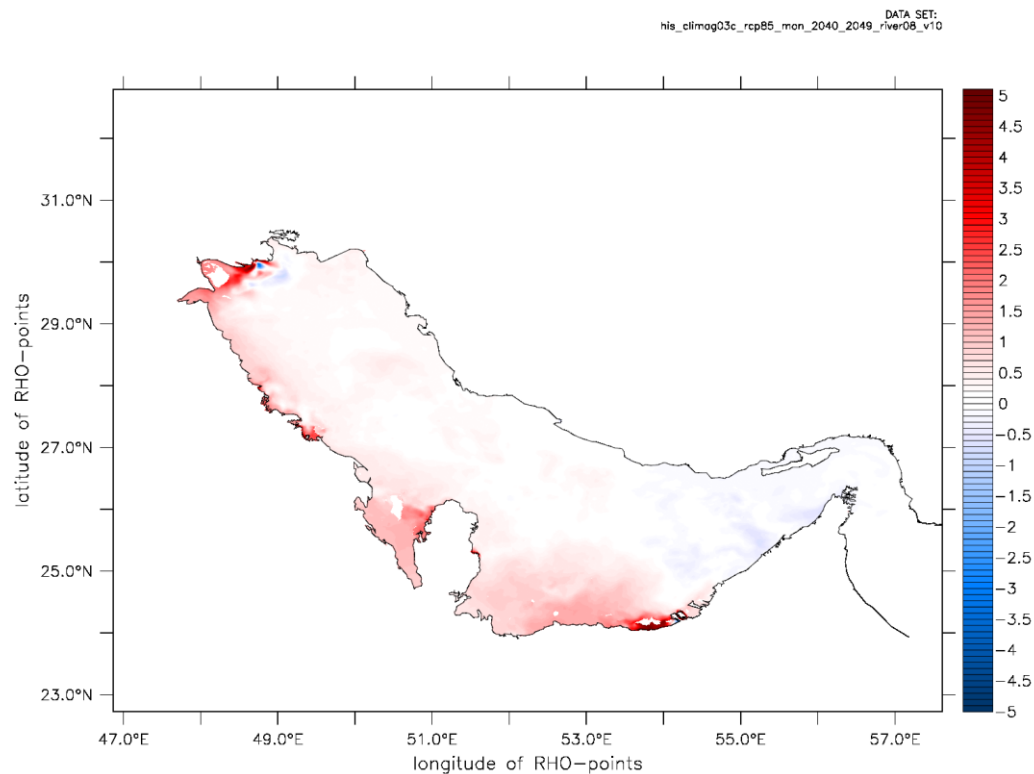 DATA SET:
his_climag03c_rcp85_mon_2040_2049_river08_v10
5
4.5
4
3.5
3
2.5
2
1.5
1
0.5
0
-0.5
-1
-1.5
-2
-2.5
-3
-3.5
-4
-4.5
-5
31.0°N
29.0°N
27.0°N
25.0°N
23.0°N
latitude of RHO-points
47.0°E 49.0°E 51.0°E 53.0°E 55.0°E 57.0°E
longitude of RHO-points